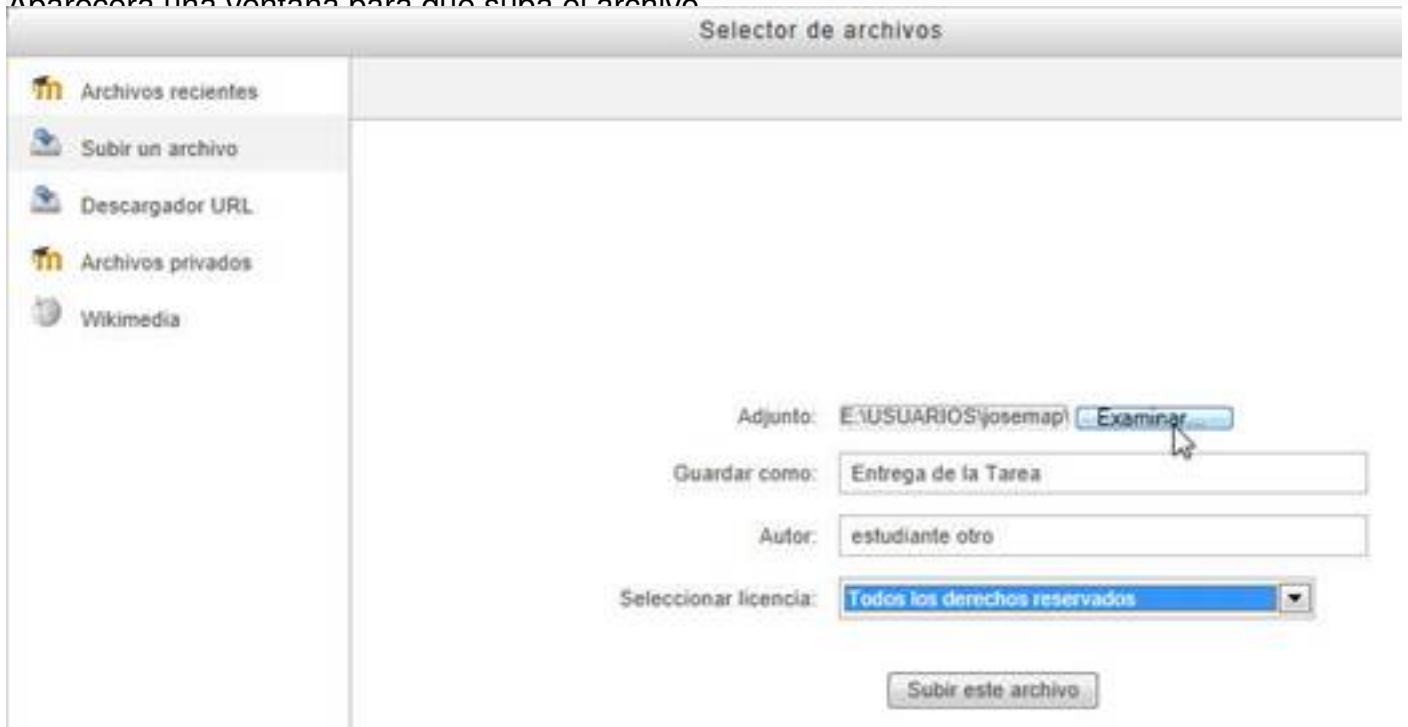 Aparecerá una ventana para que suba el archivo
Selector de archivos
Archivos recientes
Subir un archivo
Descargador URL
Archivos privados
Wikimedia
Adjunto: E:\USUARIOS\josemap\ Examinar...
Guardar como: Entrega de la Tarea
Autor: estudiante otro
Seleccionar licencia: Todos los derechos reservados
Subir este archivo